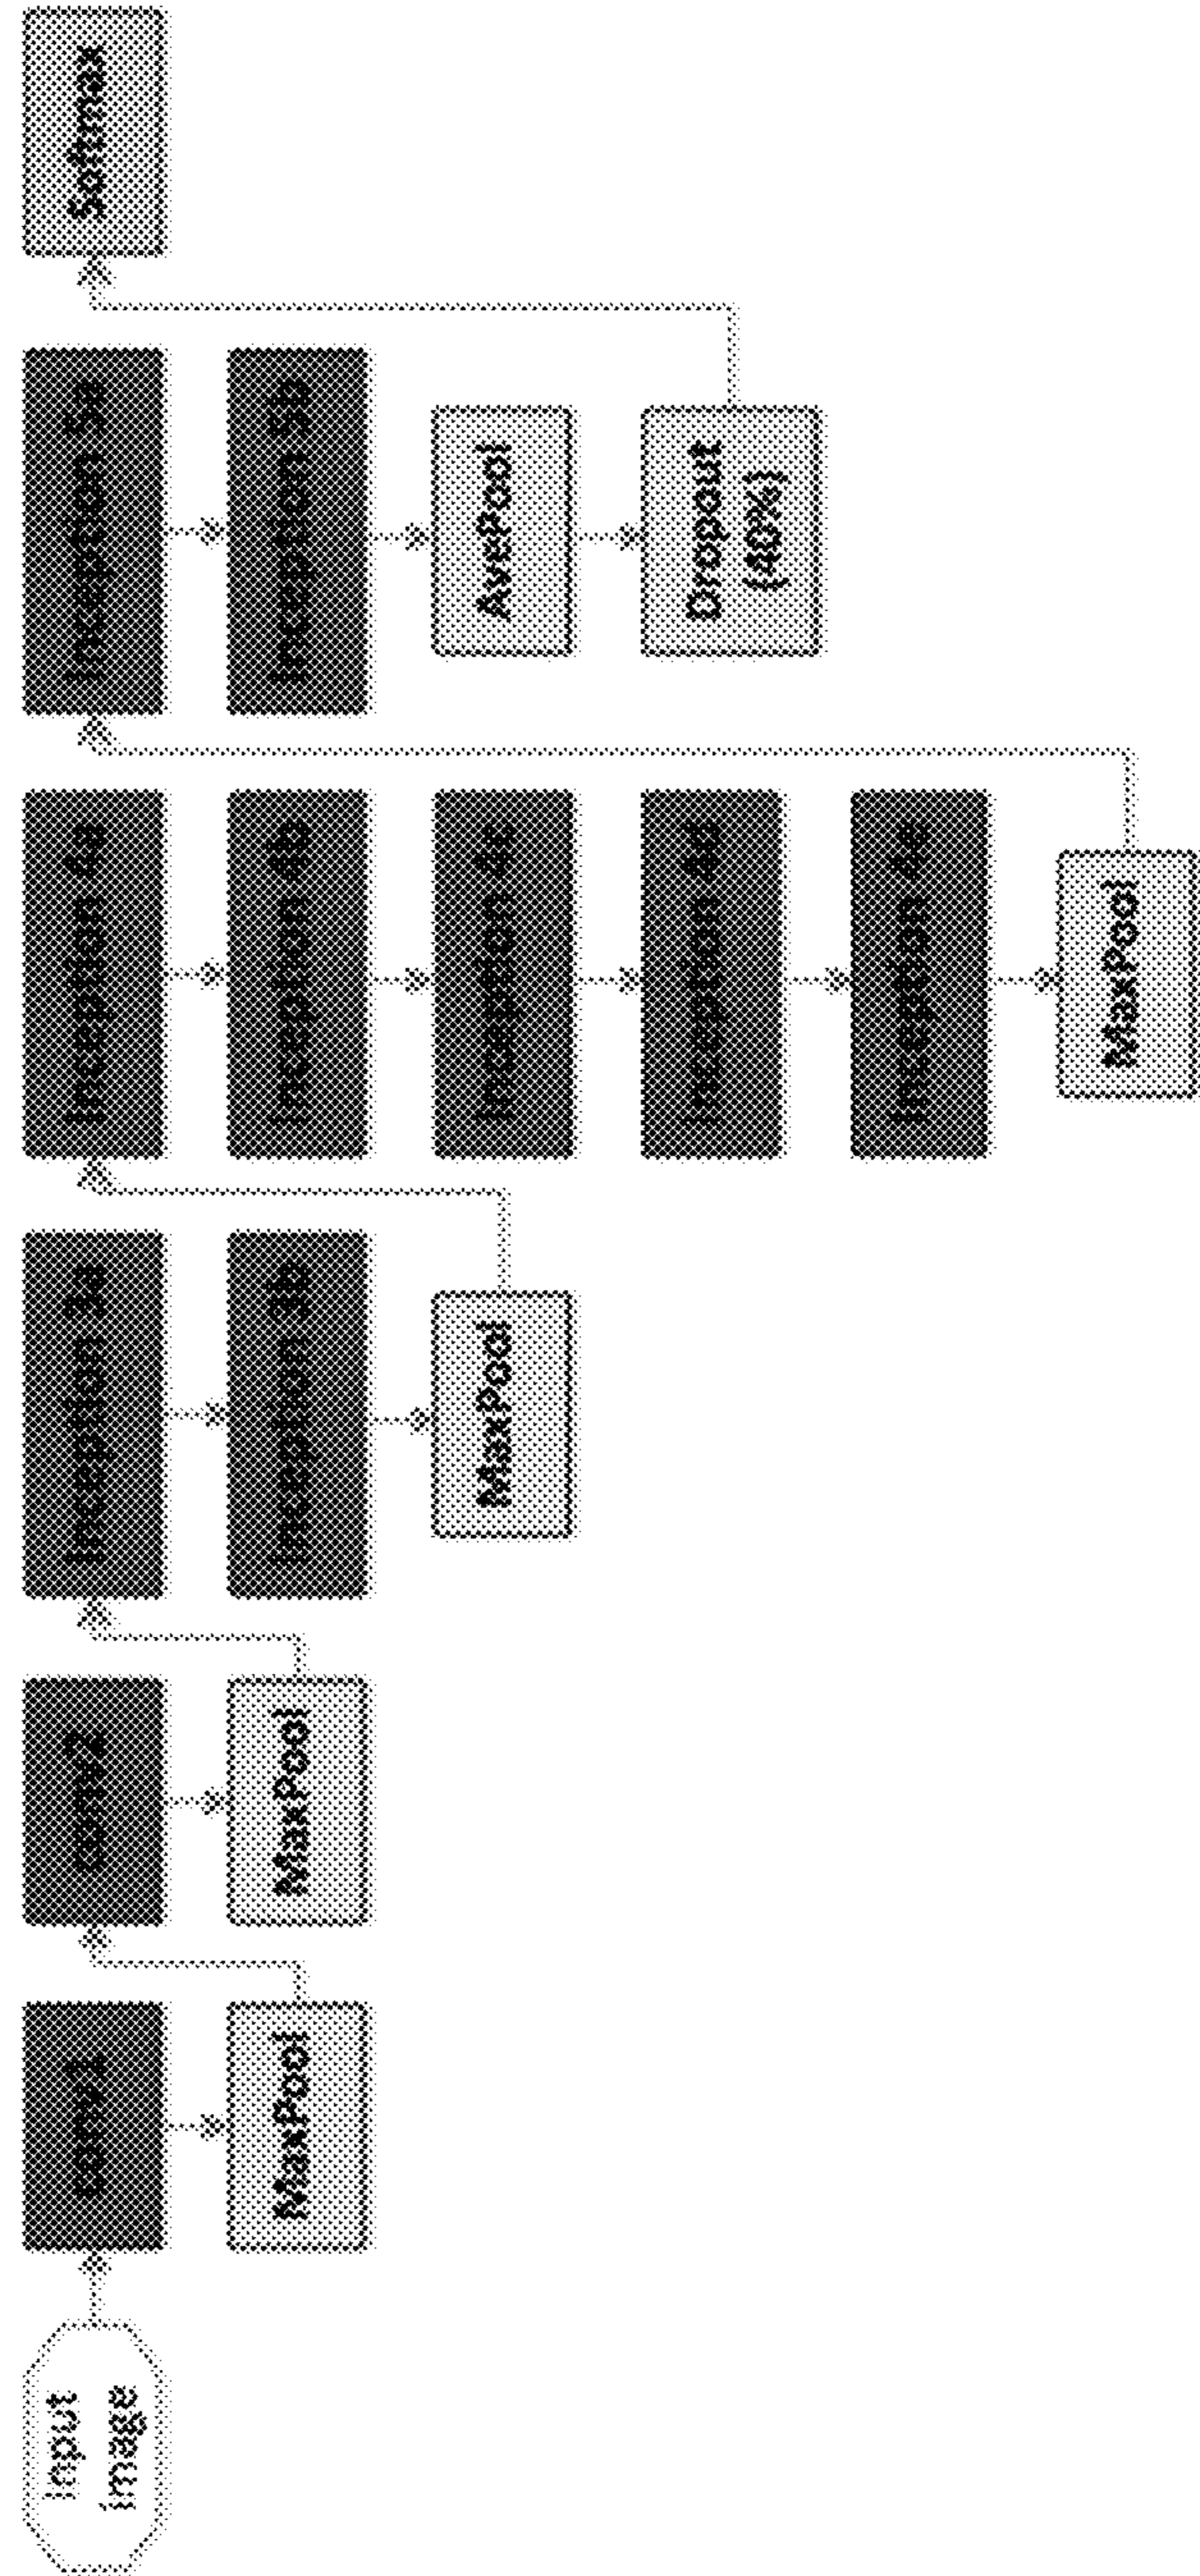 Input
image
conv1
MaxPool
conv2
MaxPool
Inception 3a
Inception 3b
MaxPool
Inception 4a
Inception 4b
Inception 4c
Inception 4d
Inception 4e
MaxPool
Inception 5a
Inception 5b
AvePool
Dropout
(40%)
Softmax